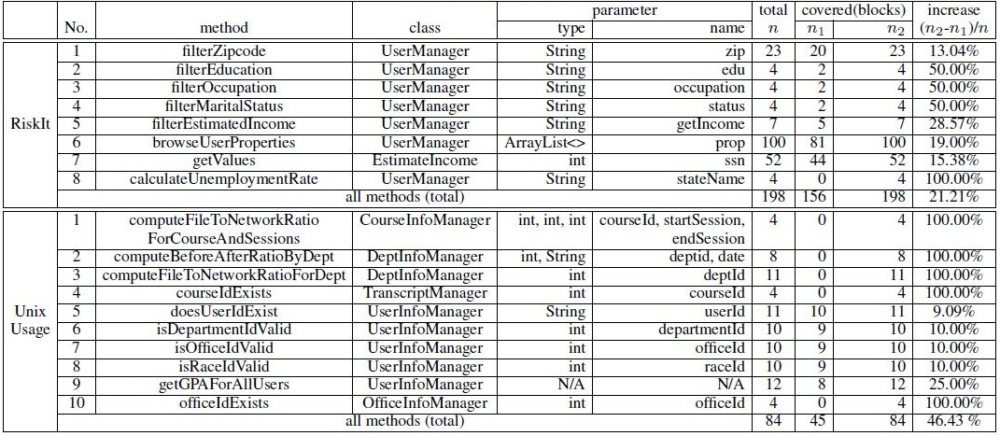 parameter total covered(blocks) increase
No. method class type name n n₁ n₂ (n₂-n₁)/n
1 filterZipcode UserManager String zip 23 20 23 13.04%
2 filterEducation UserManager String edu 4 2 4 50.00%
3 filterOccupation UserManager String occupation 4 2 4 50.00%
4 filterMaritalStatus UserManager String status 4 2 4 50.00%
RiskIt 5 filterEstimatedIncome UserManager String getIncome 7 5 7 28.57%
6 browseUserProperties UserManager ArrayList<> prop 100 81 100 19.00%
7 getValues EstimateIncome int ssn 52 44 52 15.38%
8 calculateUnemploymentRate UserManager String stateName 4 0 4 100.00%
all methods (total) 198 156 198 21.21%
1 computeFileToNetworkRatio CourseInfoManager int, int, int courseId, startSession, 4 0 4 100.00%
ForCourseAndSessions endSession
2 computeBeforeAfterRatioByDept DeptInfoManager int, String deptid, date 8 0 8 100.00%
3 computeFileToNetworkRatioForDept DeptInfoManager int deptId 11 0 11 100.00%
4 courseIdExists TranscriptManager int courseId 4 0 4 100.00%
Unix 5 doesUserIdExist UserInfoManager String userId 11 10 11 9.09%
Usage 6 isDepartmentIdValid UserInfoManager int departmentId 10 9 10 10.00%
7 isOfficeIdValid UserInfoManager int officeId 10 9 10 10.00%
8 isRaceIdValid UserInfoManager int raceId 10 9 10 10.00%
9 getGPAForAllUsers UserInfoManager N/A N/A 12 8 12 25.00%
10 officeIdExists OfficeInfoManager int officeId 4 0 4 100.00%
all methods (total) 84 45 84 46.43 %